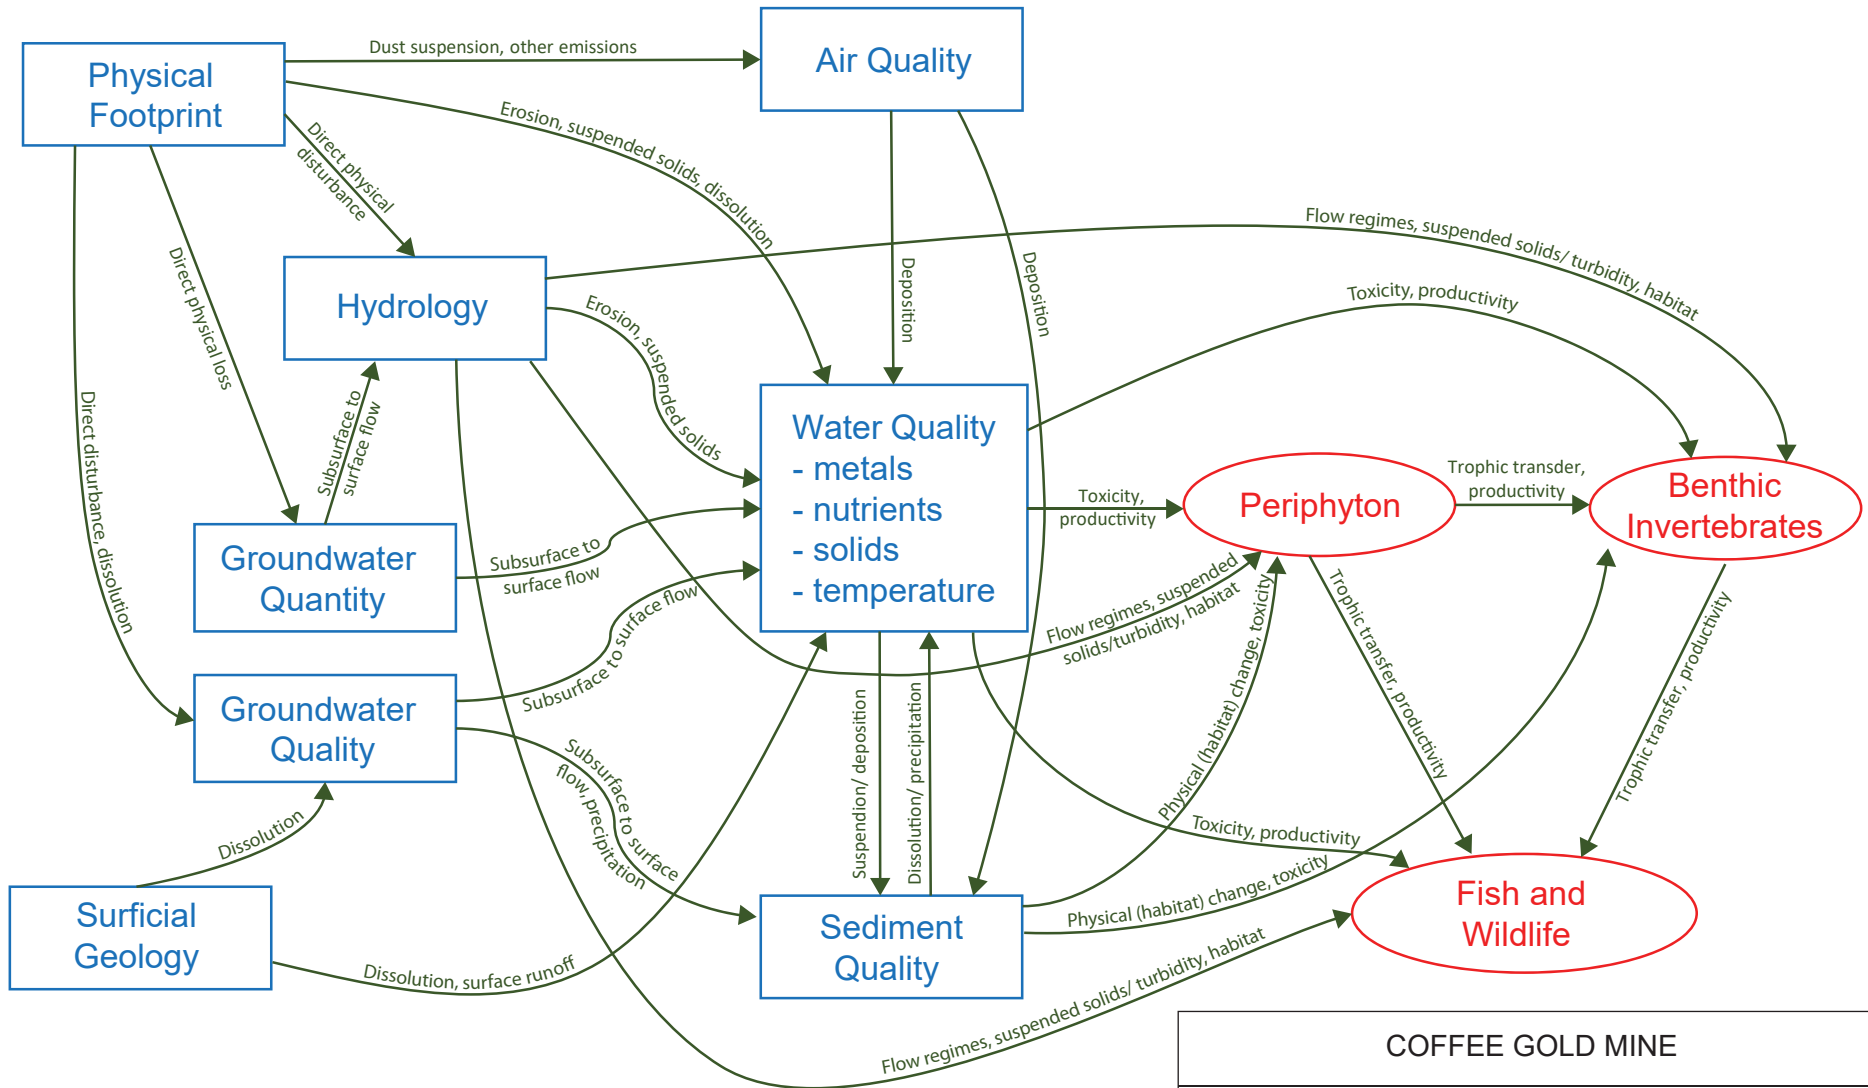 Physical
Footprint
Dust suspension, other emissions
Air Quality
Erosion, suspended solids, dissolution
Direct physical
disturbance
Direct physical loss
Direct disturbance, dissolution
Hydrology
Erosion, suspended solids
Deposition
Deposition
Flow regimes, suspended solids/ turbidity, habitat
Toxicity, productivity
Subsurface to
surface flow
Groundwater
Quantity
Subsurface to
surface flow
Water Quality
- metals
- nutrients
- solids
- temperature
Toxicity,
productivity
Periphyton
Trophic transder,
productivity
Benthic
Invertebrates
Groundwater
Quality
Subsurface to surface flow
Subsurface to surface
flow, precipitation
Flow regimes, suspended
solids/turbidity, habitat
Suspendion/ deposition
Dissolution/ precipitation
Physical (habitat) change, toxicity
Trophic transfer, productivity
Trophic transfer, productivity
Toxicity, productivity
Physical (habitat) change, toxicity
Dissolution
Surficial
Geology
Dissolution, surface runoff
Sediment
Quality
Fish and
Wildlife
Flow regimes, suspended solids/ turbidity, habitat
COFFEE GOLD MINE